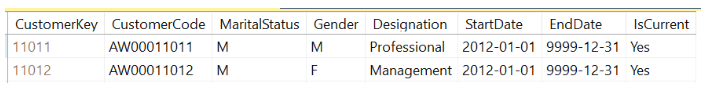 CustomerKey CustomerCode MaritalStatus Gender Designation StartDate EndDate IsCurrent
11011 AW00011011 M M Professional 2012-01-01 9999-12-31 Yes
11012 AW00011012 M F Management 2012-01-01 9999-12-31 Yes